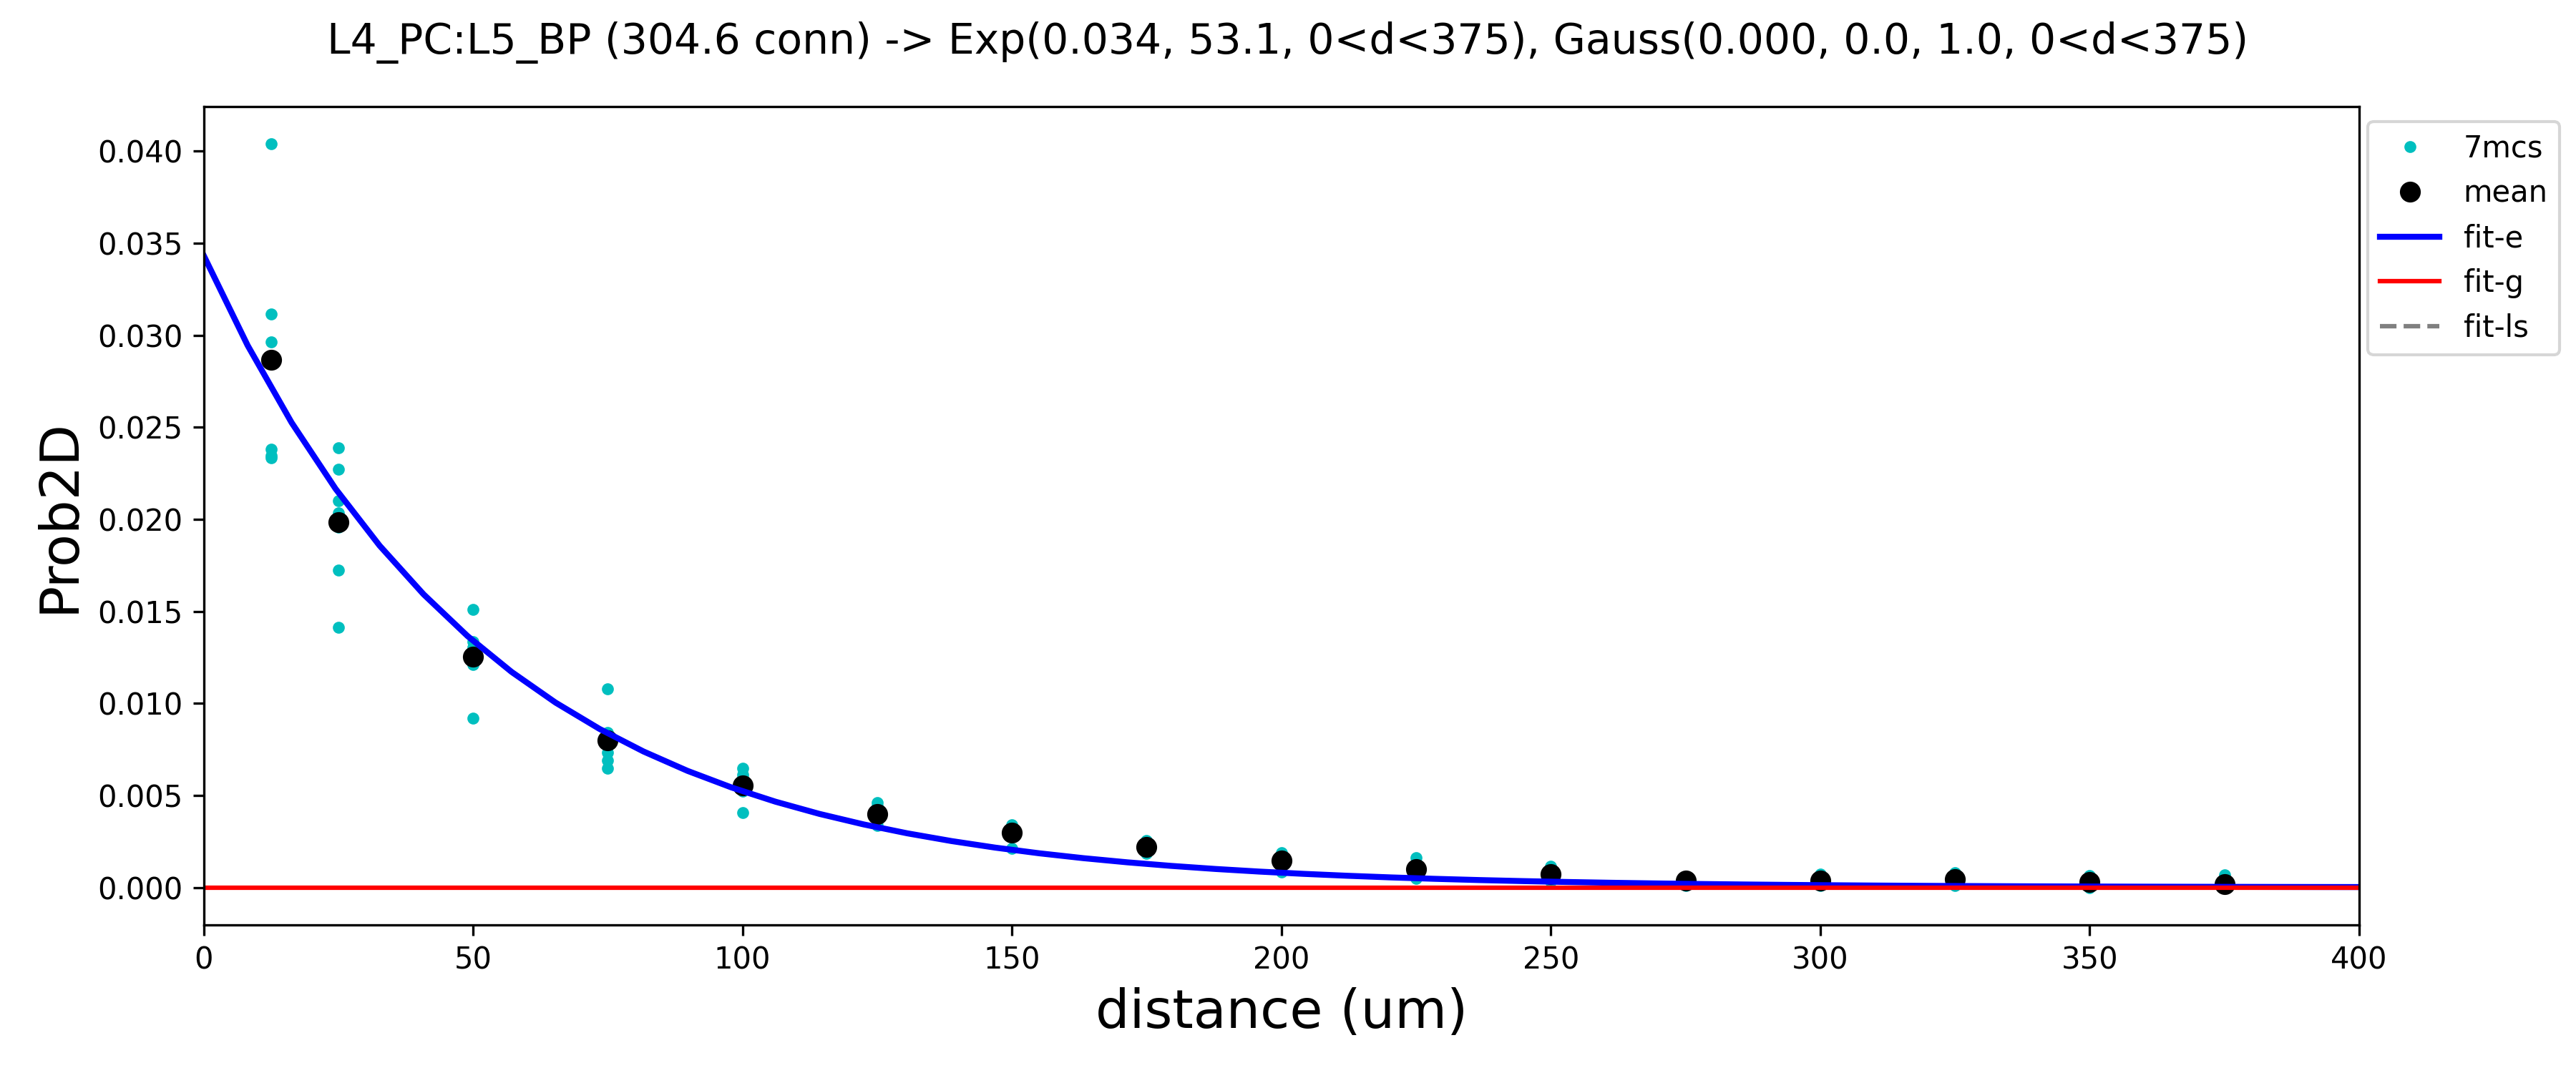 L4_PC:L5_BP (304.6 conn) -> Exp(0.034, 53.1, 0<d<375), Gauss(0.000, 0.0, 1.0, 0<d<375)
0.040
0.035
0.030
0.025
0.020
0.015
0.010
0.005
0.000
Prob2D
0 50 100 150 200 250 300 350 400
distance (um)
7mcs
mean
fit-e
fit-g
fit-ls